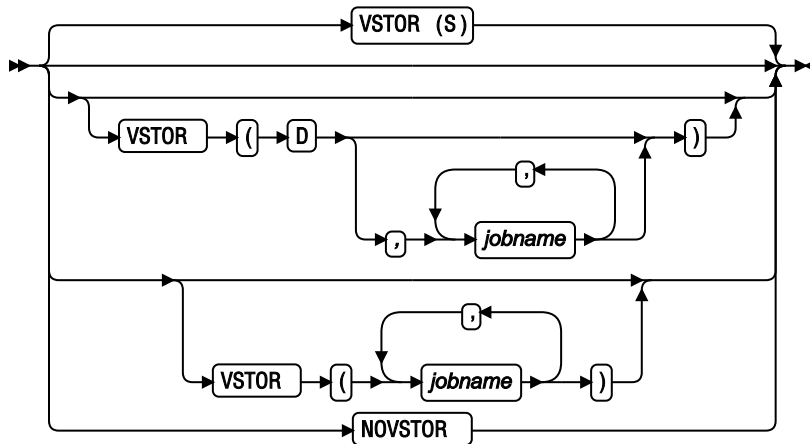 VSTOR (S)
VSTOR ( D )
,
, jobname
,
VSTOR ( jobname )
NOVSTOR